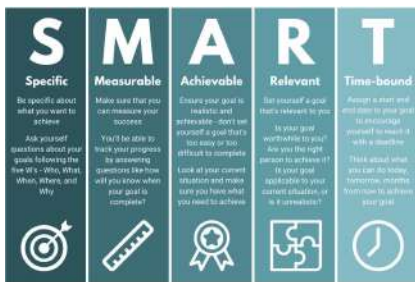 S
Specific
Be specific about
what you want to
achieve
Ask yourself
questions about your
goals following the
five W's - Who, What,
When, Where, and
Why
M
Measurable
Make sure that you
can measure your
success
You'll be able to
track your progress
by answering
questions like how
will you know when
your goal is
complete?
A
Achievable
Ensure your goal is
realistic and
achievable - don't set
yourself a goal that's
too easy or too
difficult to complete
Look at your current
situation and make
sure you have what
you need to achieve
R
Relevant
Set yourself a goal
that's relevant to you
Is your goal
worthwhile to you?
Are you the right
person to achieve it?
Is your goal
applicable to your
current situation, or
is it unrealistic?
T
Time-bound
Assign a start and
end date to your goal
to encourage
yourself to reach it
with a deadline
Think about what
you can do today,
tomorrow, months
from now to achieve
your goal